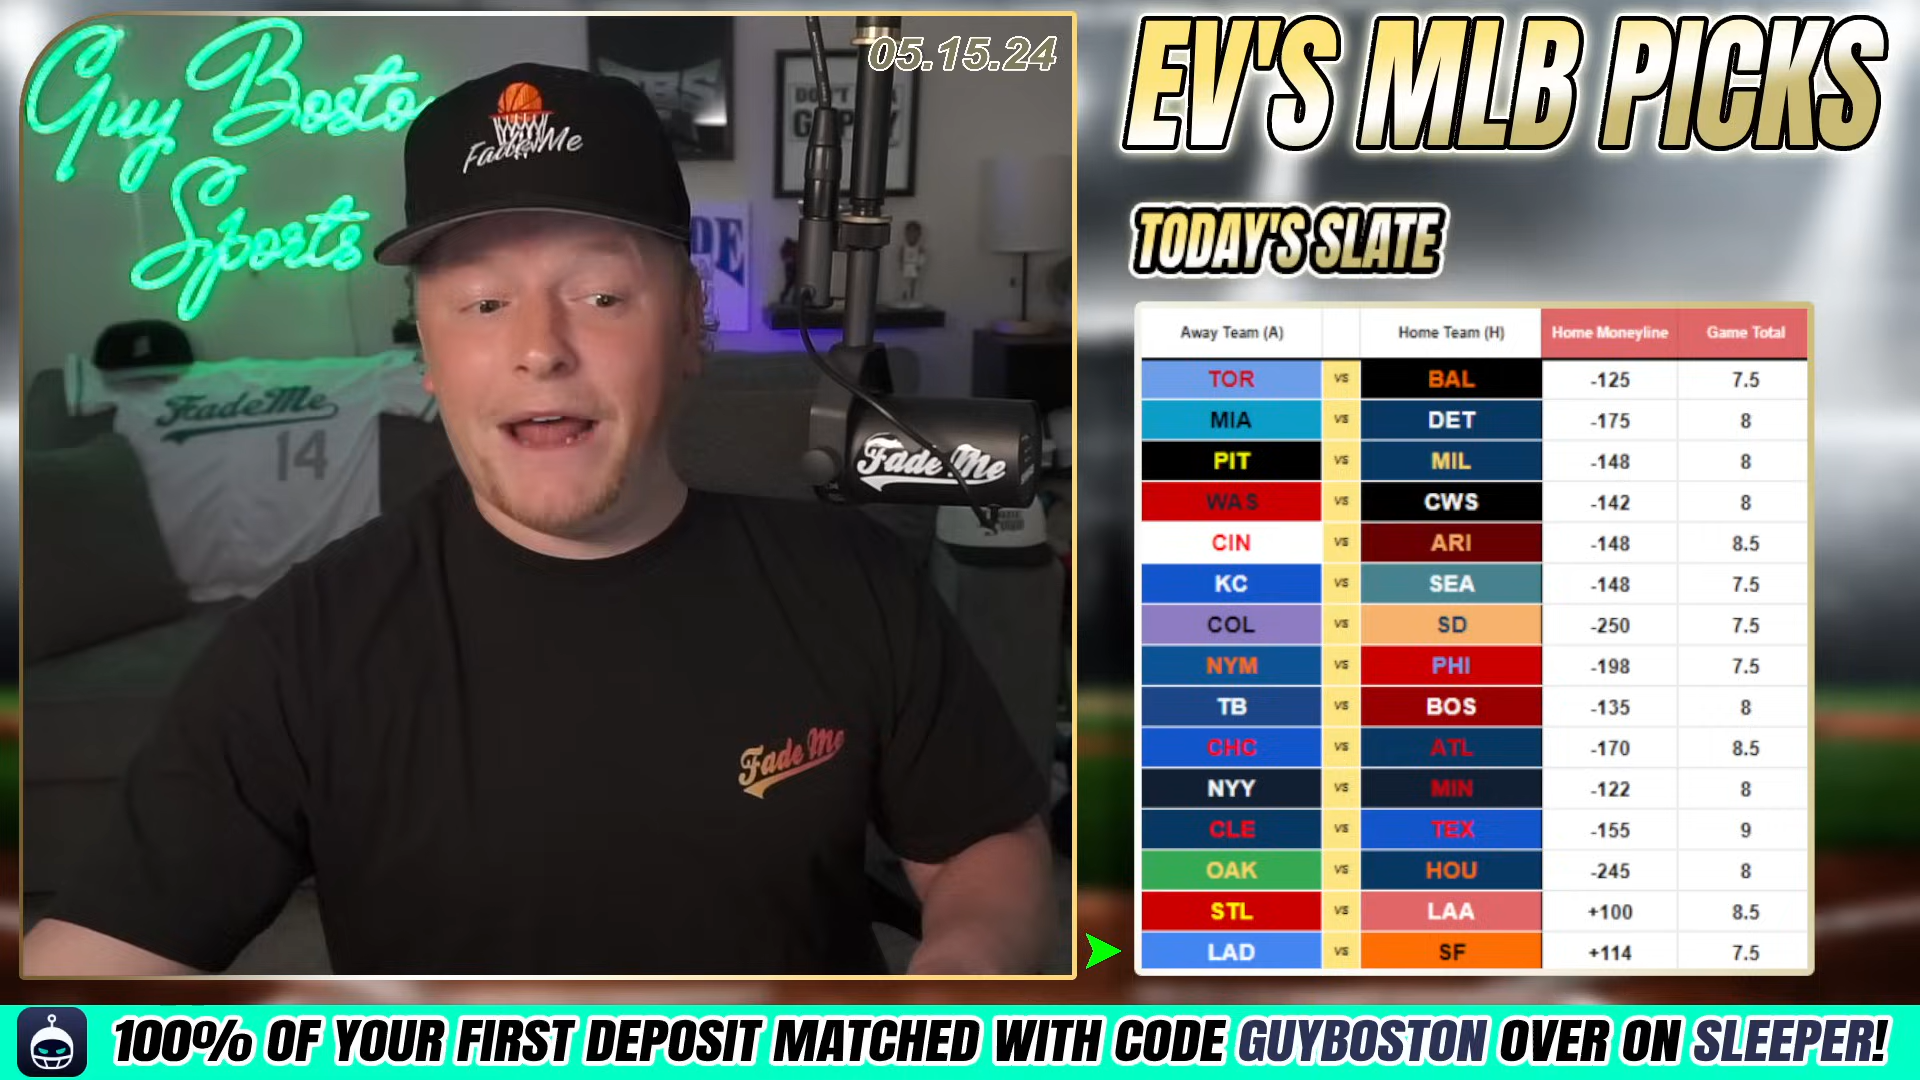 Guy Boston
Sports
05.15.24
FadeMe
FadeMe
14
Fade Me
Fade Me
EV'S MLB PICKS
TODAY'S SLATE
Away Team (A) Home Team (H) Home Moneyline Game Total
TOR VS BAL -125 7.5
MIA VS DET -175 8
PIT VS MIL -148 8
WAS VS CWS -142 8
CIN VS ARI -148 8.5
KC VS SEA -148 7.5
COL VS SD -250 7.5
NYM VS PHI -198 7.5
TB VS BOS -135 8
CHC VS ATL -170 8.5
NYY VS MIN -122 8
CLE VS TEX -155 9
OAK VS HOU -245 8
STL VS LAA +100 8.5
LAD VS SF +114 7.5
100% OF YOUR FIRST DEPOSIT MATCHED WITH CODE GUYBOSTON OVER ON SLEEPER!